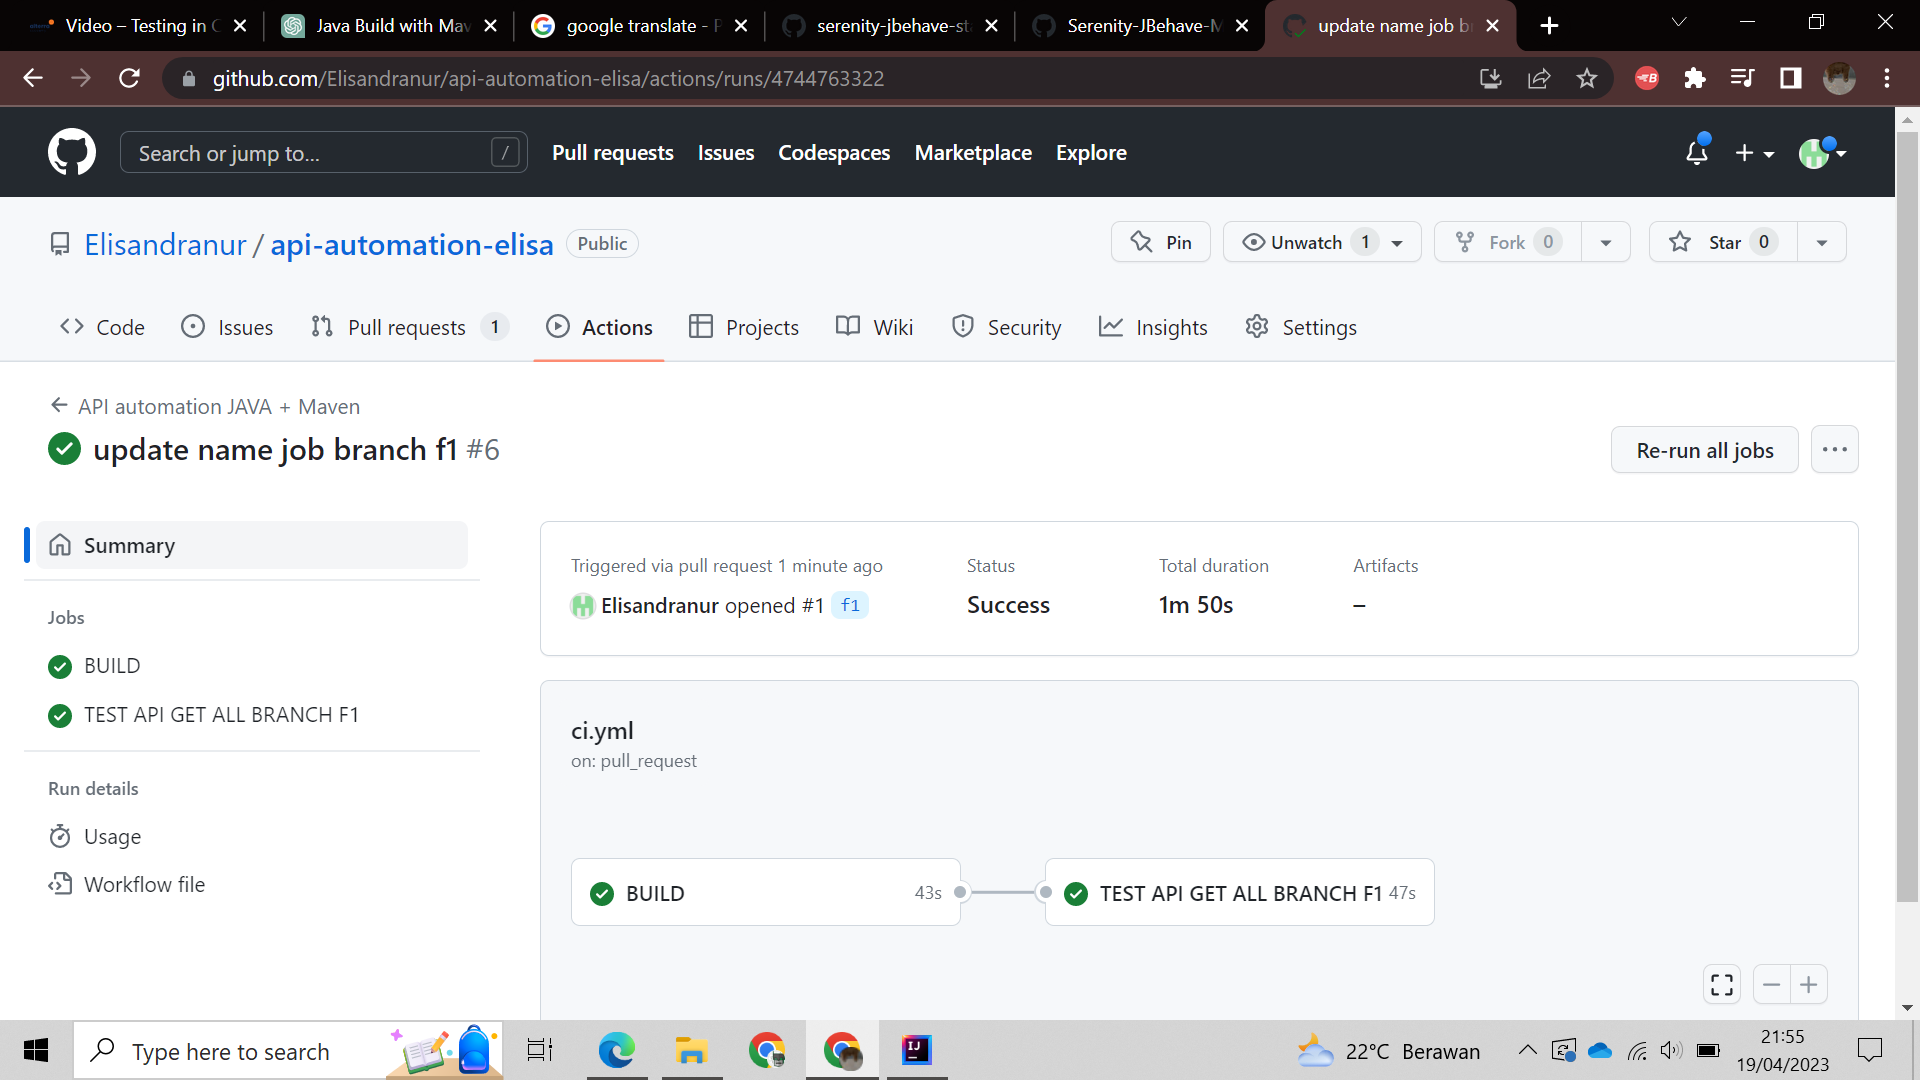 Video – Testing in C
Java Build with Mav
google translate - P
serenity-jbehave-sta
Serenity-JBehave-M
update name job b
github.com/Elisandranur/api-automation-elisa/actions/runs/4744763322
Search or jump to... /
Pull requests Issues Codespaces Marketplace Explore
Elisandranur / api-automation-elisa Public
Pin Unwatch 1 Fork 0 Star 0
Code Issues Pull requests 1 Actions Projects Wiki Security Insights Settings
API automation JAVA + Maven
update name job branch f1 #6
Re-run all jobs
Summary
Jobs
BUILD
TEST API GET ALL BRANCH F1
Run details
Usage
Workflow file
Triggered via pull request 1 minute ago
Elisandranur opened #1 f1
Status
Success
Total duration
1m 50s
Artifacts
–
ci.yml
on: pull_request
BUILD 43s
TEST API GET ALL BRANCH F1 47s
Type here to search
22°C Berawan
21:55
19/04/2023